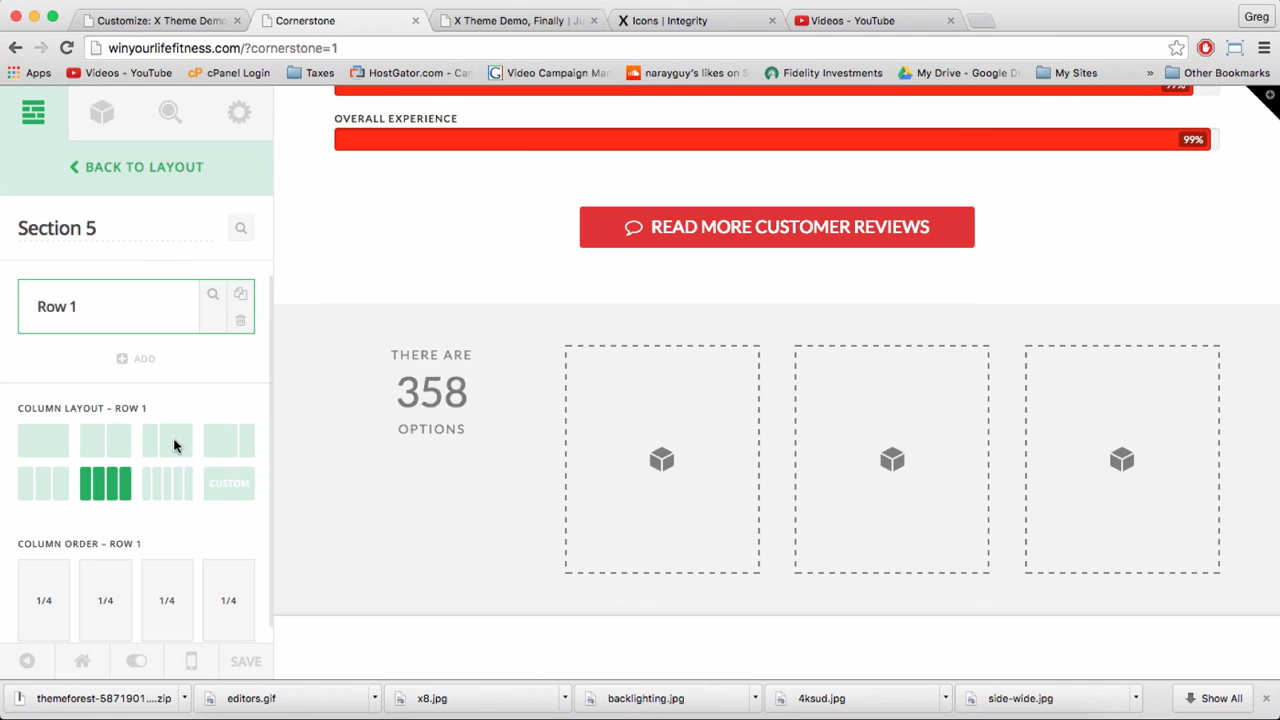 Customize: X Theme Demo
Cornerstone
X Theme Demo, Finally | Ju
Icons | Integrity
Videos - YouTube
Greg
winyourlifefitness.com/?cornerstone=1
Apps
Videos - YouTube
cPanel Login
Taxes
HostGator.com - Can
Video Campaign Man
narayguy's likes on S
Fidelity Investments
My Drive - Google D
My Sites
»
Other Bookmarks
BACK TO LAYOUT
Section 5
Row 1
ADD
COLUMN LAYOUT – ROW 1
CUSTOM
COLUMN ORDER – ROW 1
1/4
1/4
1/4
1/4
SAVE
97%
OVERALL EXPERIENCE
99%
READ MORE CUSTOMER REVIEWS
THERE ARE
358
OPTIONS
themeforest-5871901....zip
editors.gif
x8.jpg
backlighting.jpg
4ksud.jpg
side-wide.jpg
Show All